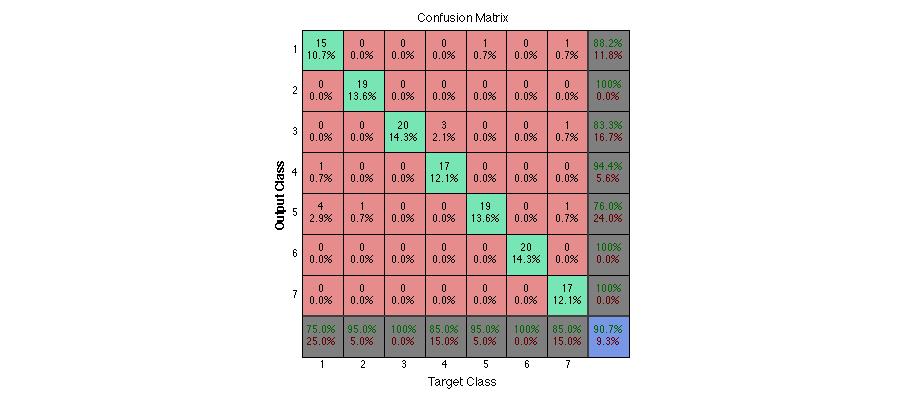 Confusion Matrix
1 15 0 0 0 1 0 1 88.2%
10.7% 0.0% 0.0% 0.0% 0.7% 0.0% 0.7% 11.8%
2 0 19 0 0 0 0 0 100%
0.0% 13.6% 0.0% 0.0% 0.0% 0.0% 0.0% 0.0%
3 0 0 20 3 0 0 1 83.3%
0.0% 0.0% 14.3% 2.1% 0.0% 0.0% 0.7% 16.7%
4 1 0 0 17 0 0 0 94.4%
0.7% 0.0% 0.0% 12.1% 0.0% 0.0% 0.0% 5.6%
5 4 1 0 0 19 0 1 76.0%
2.9% 0.7% 0.0% 0.0% 13.6% 0.0% 0.7% 24.0%
6 0 0 0 0 0 20 0 100%
0.0% 0.0% 0.0% 0.0% 0.0% 14.3% 0.0% 0.0%
7 0 0 0 0 0 0 17 100%
0.0% 0.0% 0.0% 0.0% 0.0% 0.0% 12.1% 0.0%
75.0% 95.0% 100% 85.0% 95.0% 100% 85.0% 90.7%
25.0% 5.0% 0.0% 15.0% 5.0% 0.0% 15.0% 9.3%
1 2 3 4 5 6 7
Target Class
Output Class